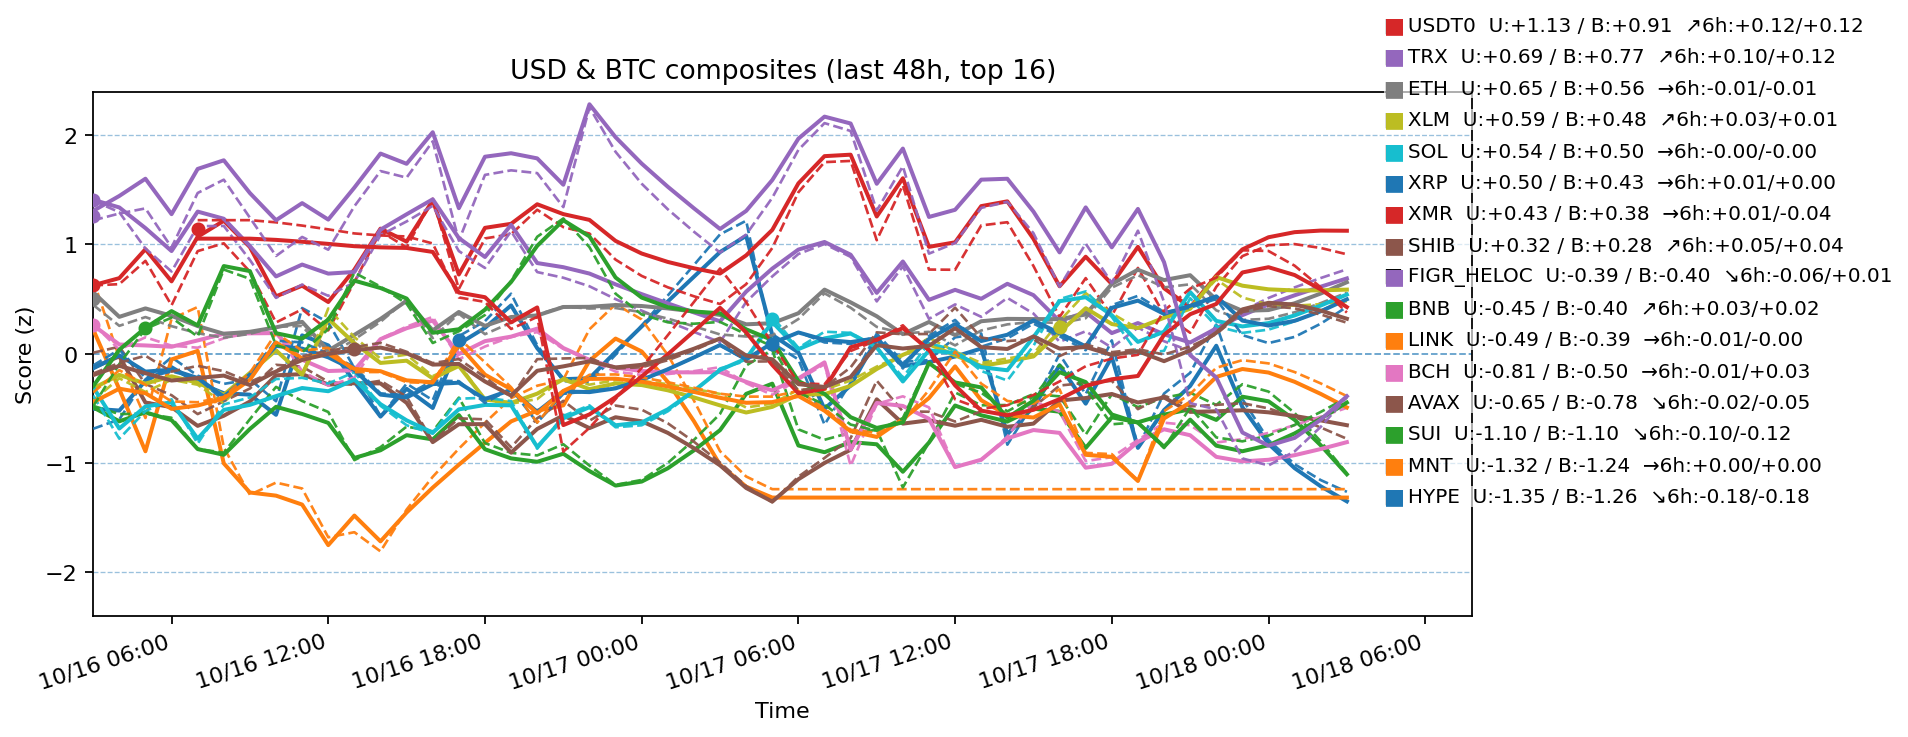 USD & BTC composites (last 48h, top 16)
USDT0 U:+1.13 / B:+0.91 ↗6h:+0.12/+0.12
TRX U:+0.69 / B:+0.77 ↗6h:+0.10/+0.12
ETH U:+0.65 / B:+0.56 →6h:-0.01/-0.01
XLM U:+0.59 / B:+0.48 ↗6h:+0.03/+0.01
SOL U:+0.54 / B:+0.50 →6h:-0.00/-0.00
XRP U:+0.50 / B:+0.43 →6h:+0.01/+0.00
XMR U:+0.43 / B:+0.38 →6h:+0.01/-0.04
SHIB U:+0.32 / B:+0.28 ↗6h:+0.05/+0.04
FIGR_HELOC U:-0.39 / B:-0.40 ↘6h:-0.06/+0.01
BNB U:-0.45 / B:-0.40 ↗6h:+0.03/+0.02
LINK U:-0.49 / B:-0.39 →6h:-0.01/-0.00
BCH U:-0.81 / B:-0.50 →6h:-0.01/+0.03
AVAX U:-0.65 / B:-0.78 ↘6h:-0.02/-0.05
SUI U:-1.10 / B:-1.10 ↘6h:-0.10/-0.12
MNT U:-1.32 / B:-1.24 →6h:+0.00/+0.00
HYPE U:-1.35 / B:-1.26 ↘6h:-0.18/-0.18
Score (z)
2
1
0
−1
−2
10/16 06:00
10/16 12:00
10/16 18:00
10/17 00:00
10/17 06:00
10/17 12:00
10/17 18:00
10/18 00:00
10/18 06:00
Time